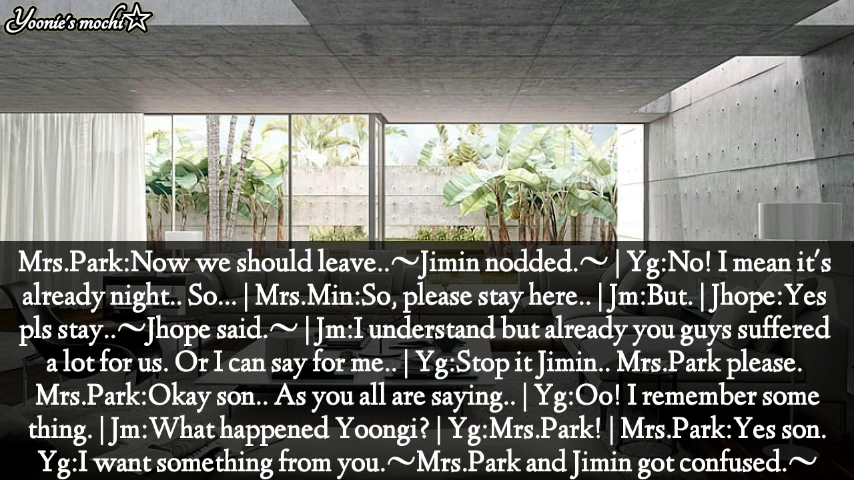 Yoonie's mochi☆
Mrs.Park:Now we should leave..~Jimin nodded.~ | Yg:No! I mean it's
already night.. So... | Mrs.Min:So, please stay here.. | Jm:But. | Jhope:Yes
pls stay..~Jhope said.~ | Jm:I understand but already you guys suffered
a lot for us. Or I can say for me.. | Yg:Stop it Jimin.. Mrs.Park please.
Mrs.Park:Okay son.. As you all are saying.. | Yg:Oo! I remember some
thing. | Jm:What happened Yoongi? | Yg:Mrs.Park! | Mrs.Park:Yes son.
Yg:I want something from you.~Mrs.Park and Jimin got confused.~